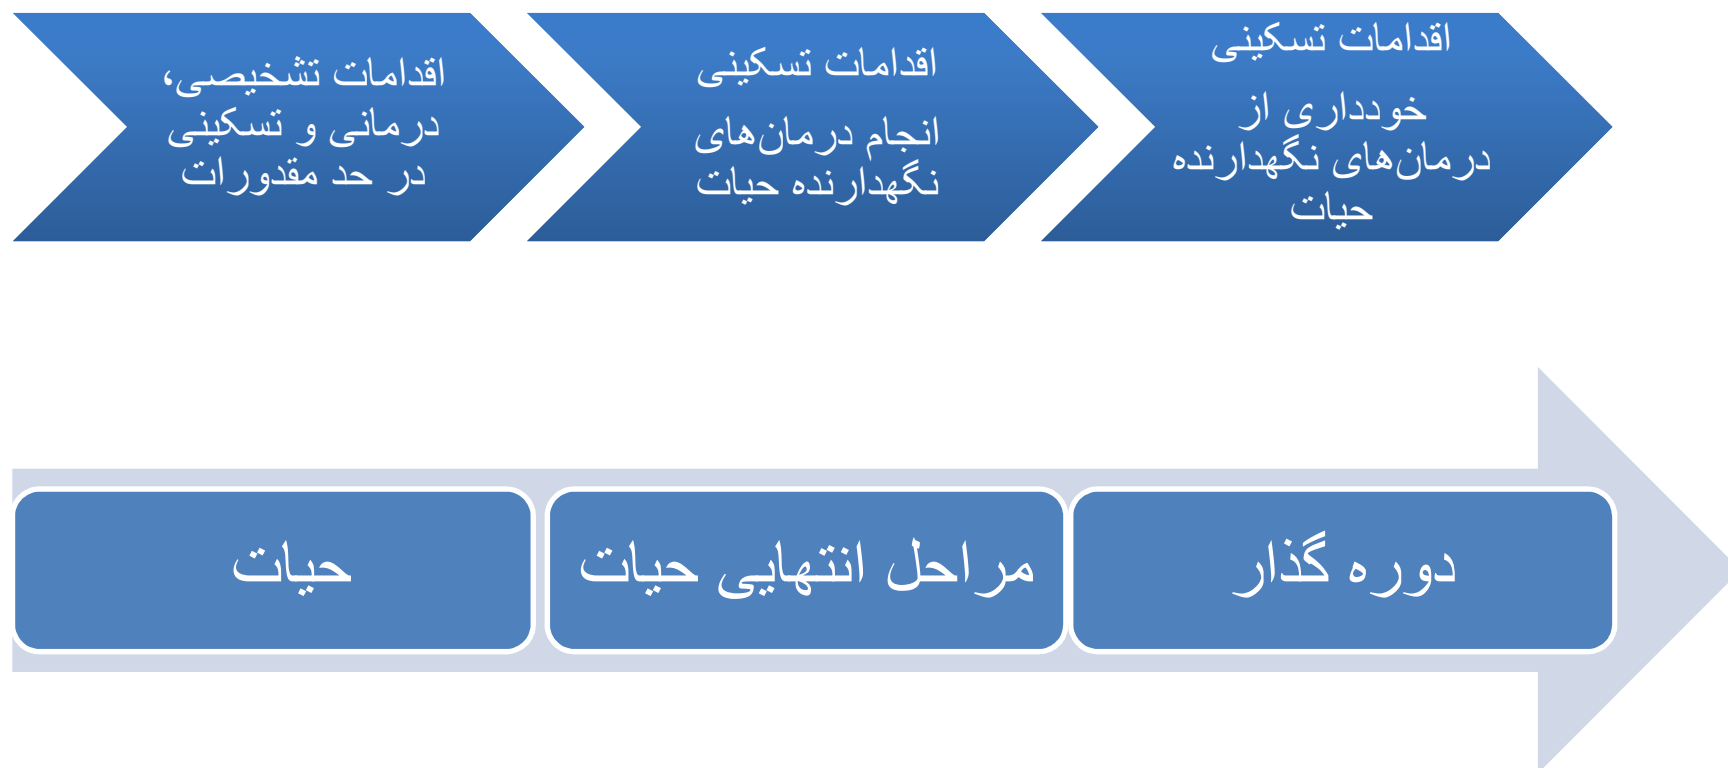 اقدامات تشخیصی،
درمانی و تسکینی
در حد مقدورات
اقدامات تسکینی
انجام درمان‌های
نگهدارنده حیات
اقدامات تسکینی
خودداری از
درمان‌های نگهدارنده
حیات
حیات
مراحل انتهایی حیات
دوره گذار